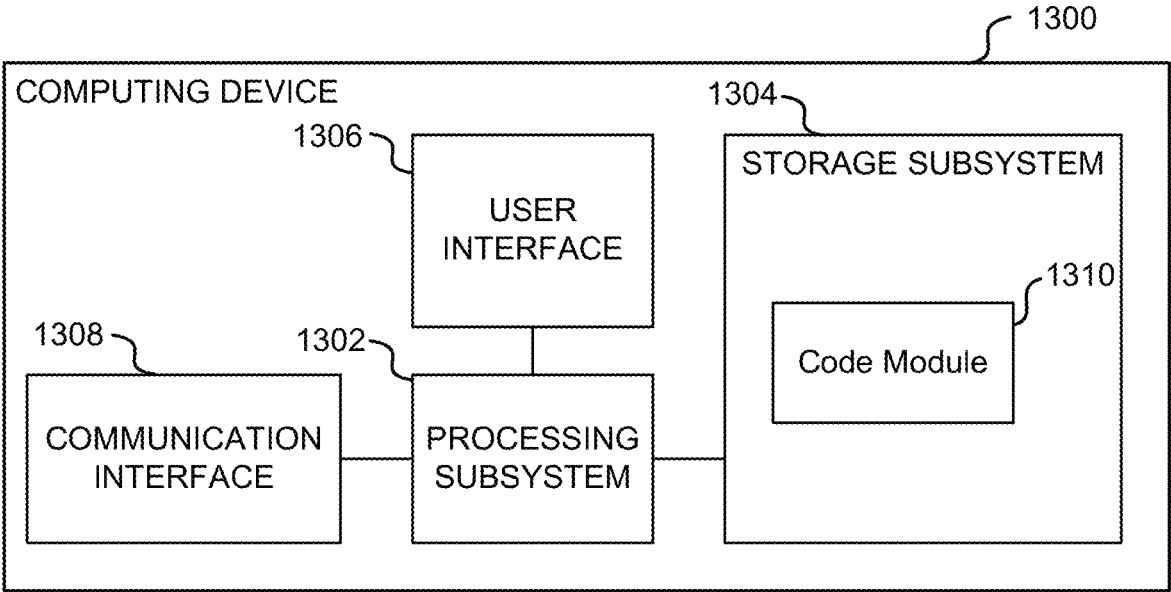 1300
COMPUTING DEVICE
1304
1306
STORAGE SUBSYSTEM
USER
INTERFACE
1310
1308
1302
Code Module
COMMUNICATION
INTERFACE
PROCESSING
SUBSYSTEM